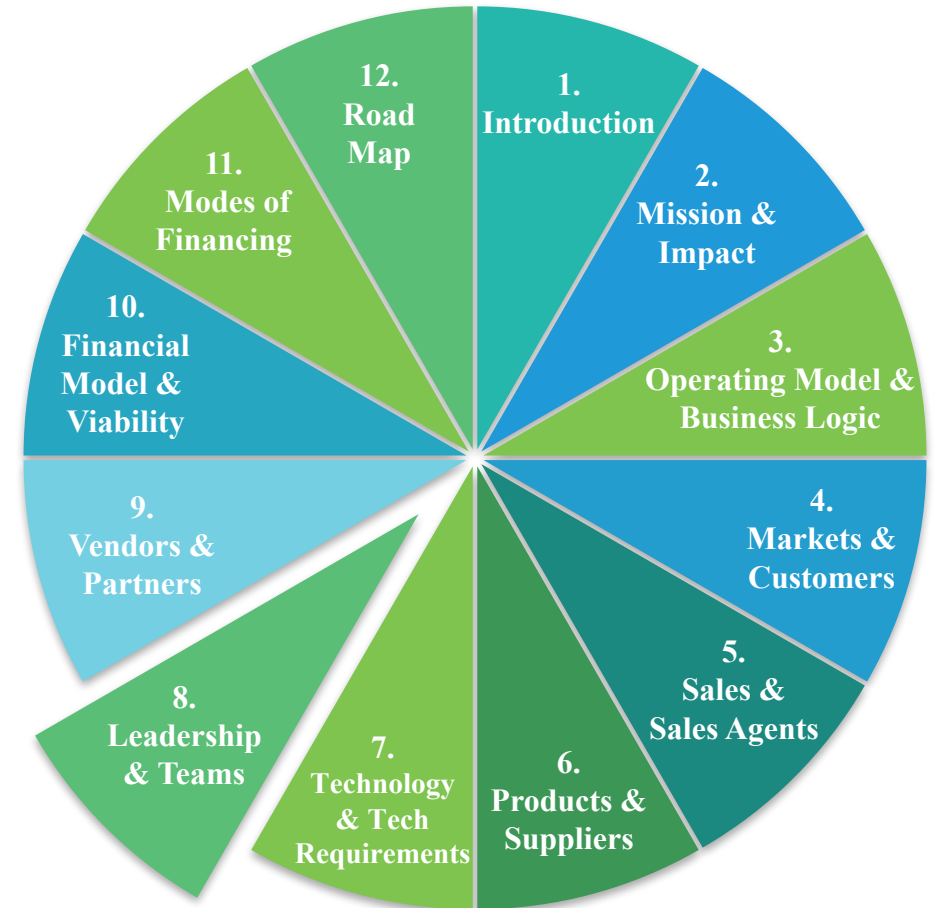 1.
Introduction
2.
Mission &
Impact
3.
Operating Model &
Business Logic
4.
Markets &
Customers
5.
Sales &
Sales Agents
6.
Products &
Suppliers
7.
Technology
& Tech
Requirements
8.
Leadership
& Teams
9.
Vendors &
Partners
10.
Financial
Model &
Viability
11.
Modes of
Financing
12.
Road
Map